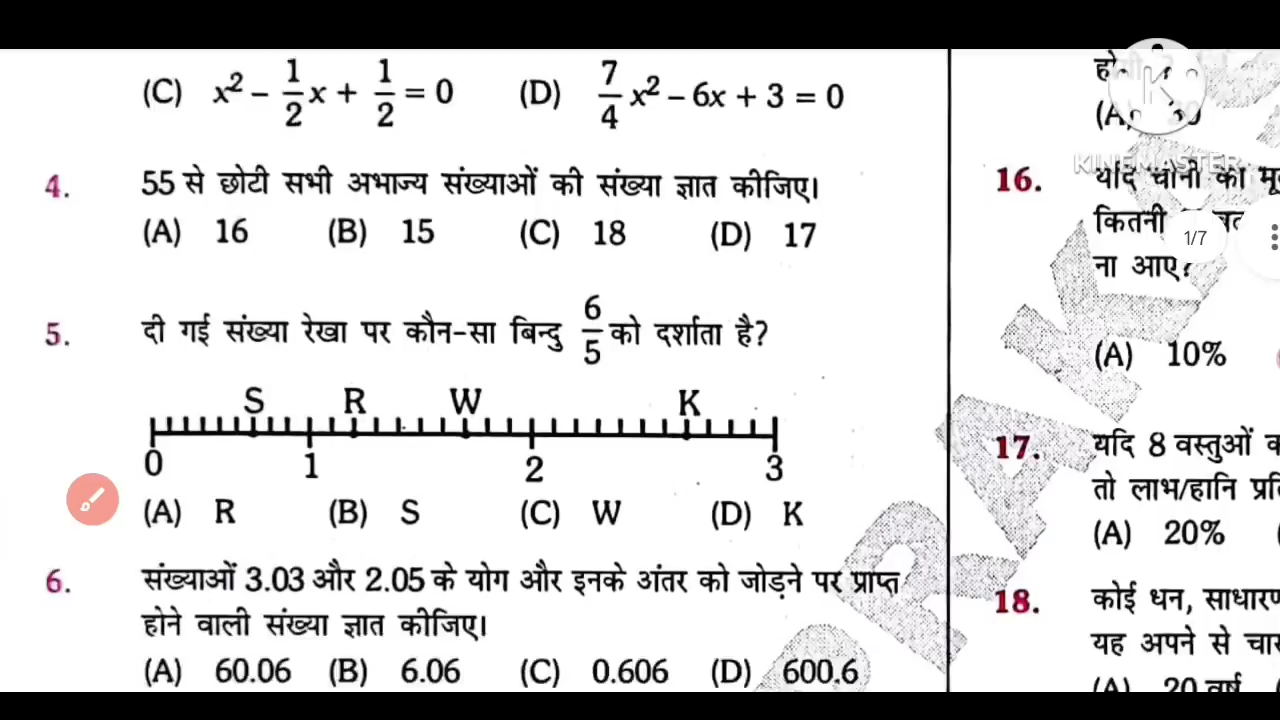 (C) x² – 1/2 x + 1/2 = 0 (D) 7/4 x² – 6x + 3 = 0
4. 55 से छोटी सभी अभाज्य संख्याओं की संख्या ज्ञात कीजिए।
(A) 16 (B) 15 (C) 18 (D) 17
5. दी गई संख्या रेखा पर कौन-सा बिन्दु 6/5 को दर्शाता है?
S R W K
0 1 2 3
(A) R (B) S (C) W (D) K
6. संख्याओं 3.03 और 2.05 के योग और इनके अंतर को जोड़ने पर प्राप्त
होने वाली संख्या ज्ञात कीजिए।
(A) 60.06 (B) 6.06 (C) 0.606 (D) 600.6
K
KINEMASTER
1/7
(A)
16. यदि चीनी का
कितनी
ना आए?
(A) 10%
17. यदि 8 वस्तुओं
तो लाभ/हानि
(A) 20%
18. कोई धन,
यह अपने से
(A) 20 वर्ष